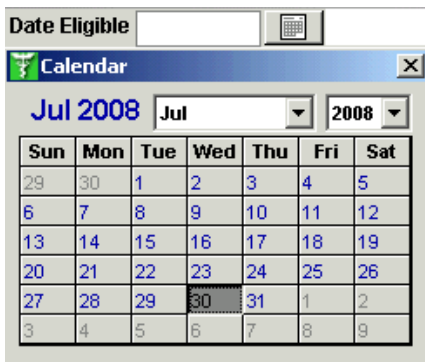 Date Eligible
Calendar
Jul 2008 Jul 2008
Sun Mon Tue Wed Thu Fri Sat
29 30 1 2 3 4 5
6 7 8 9 10 11 12
13 14 15 16 17 18 19
20 21 22 23 24 25 26
27 28 29 30 31 1 2
3 4 5 6 7 8 9